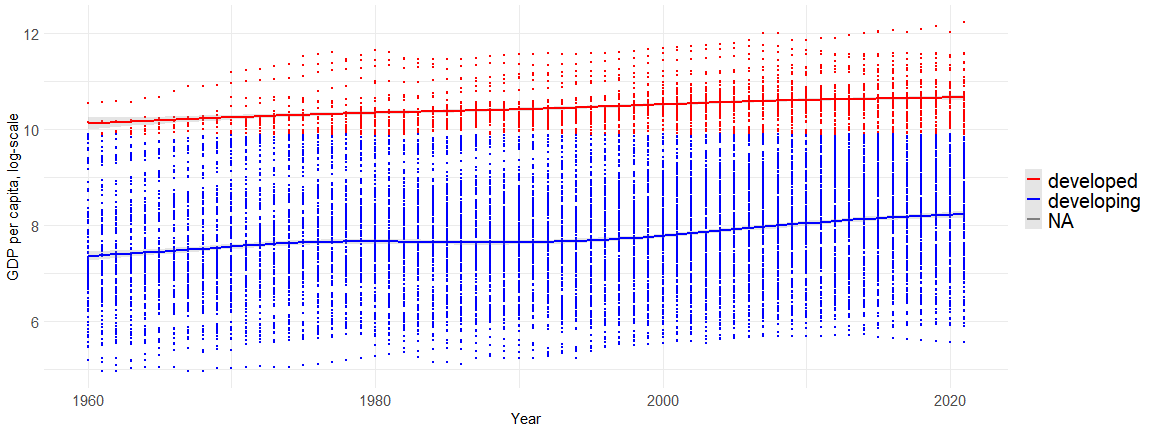 GDP per capita, log-scale
12
10
8
6
1960
1980
2000
2020
Year
developed
developing
NA